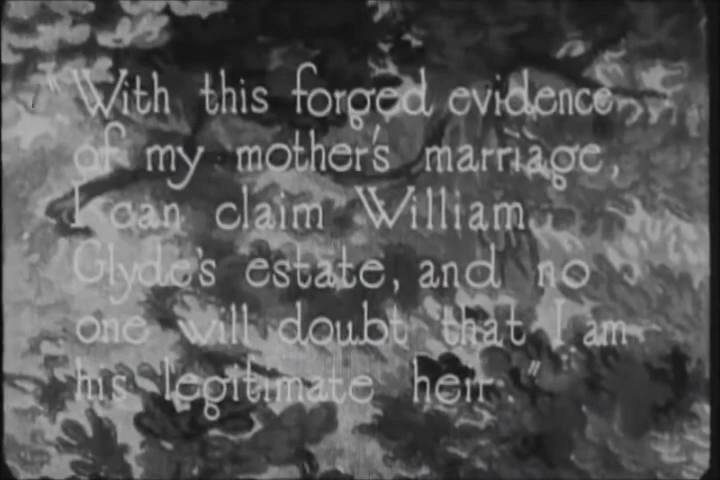 "With this forged evidence
of my mother's marriage,
I can claim William
Glyde's estate, and no
one will doubt that I am
his legitimate heir."